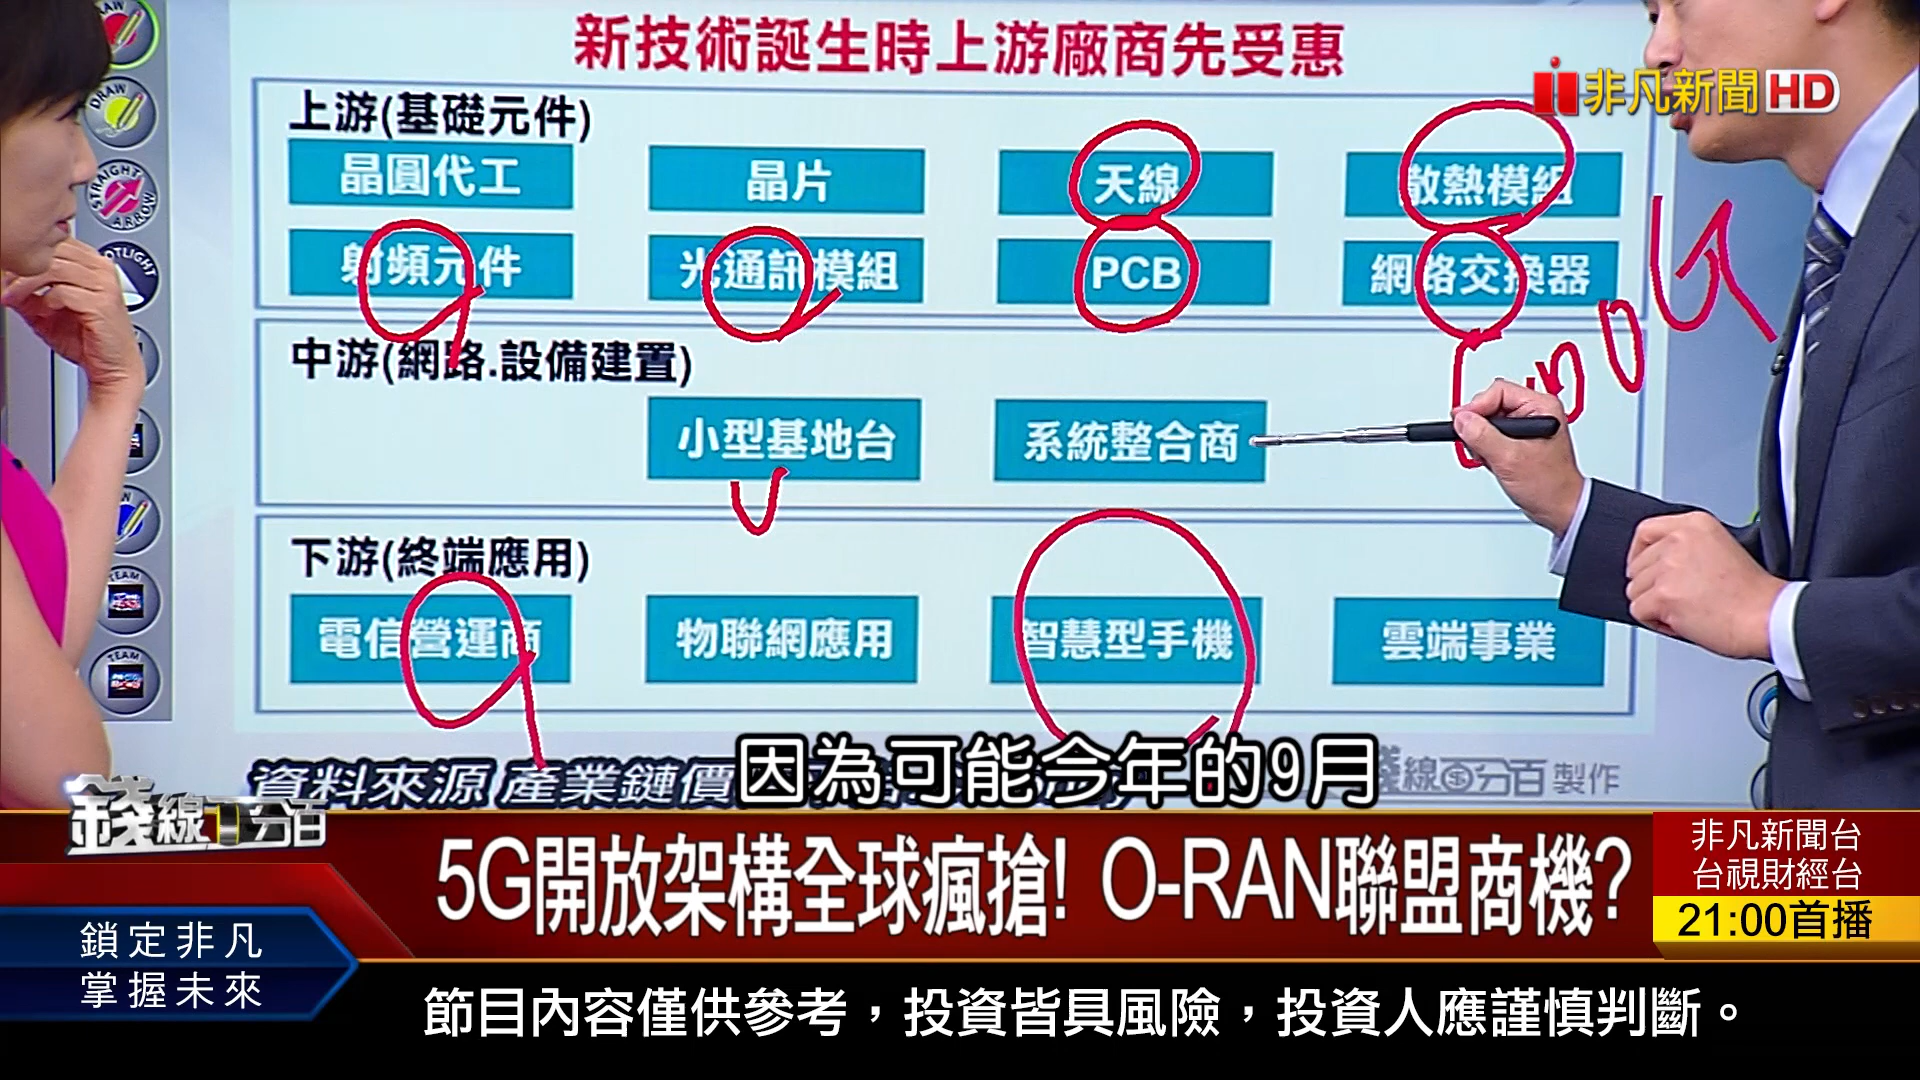 新技術誕生時上游廠商先受惠
非凡新聞HD
上游(基礎元件)
晶圓代工 晶片 天線 散熱模組
射頻元件 光通訊模組 PCB 網路交換器
中游(網路.設備建置)
小型基地台 系統整合商
下游(終端應用)
電信營運商 物聯網應用 智慧型手機 雲端事業
DRAW
DRAW
STRAIGHT ARROW
SPOTLIGHT
TEAM
TEAM
資料來源 產業鏈價
錢線百分百製作
因為可能今年的9月
錢線百分百
5G開放架構全球瘋搶! O-RAN聯盟商機?
非凡新聞台
台視財經台
21:00首播
鎖定非凡
掌握未來
節目內容僅供參考，投資皆具風險，投資人應謹慎判斷。